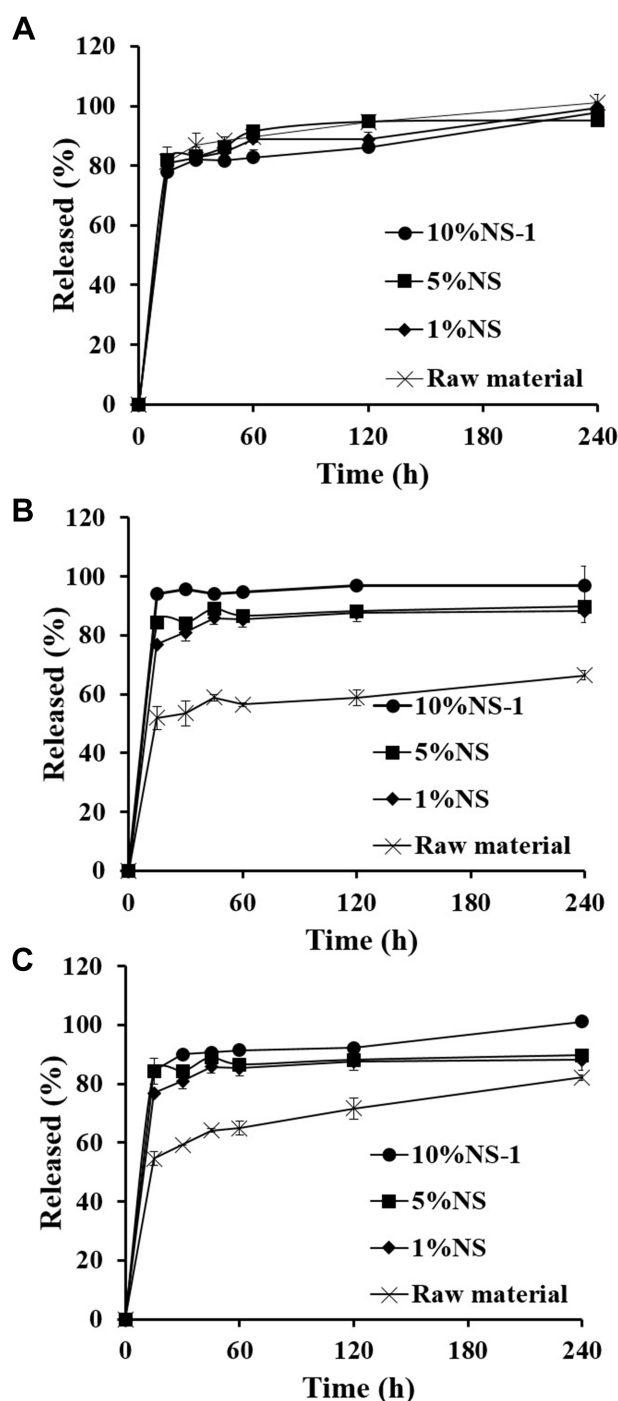 A
120
100
80
60
40
20
0
Released (%)
10%NS-1
5%NS
1%NS
Raw material
0 60 120 180 240
Time (h)
B
120
100
80
60
40
20
0
Released (%)
10%NS-1
5%NS
1%NS
Raw material
0 60 120 180 240
Time (h)
C
120
100
80
60
40
20
0
Released (%)
10%NS-1
5%NS
1%NS
Raw material
0 60 120 180 240
Time (h)